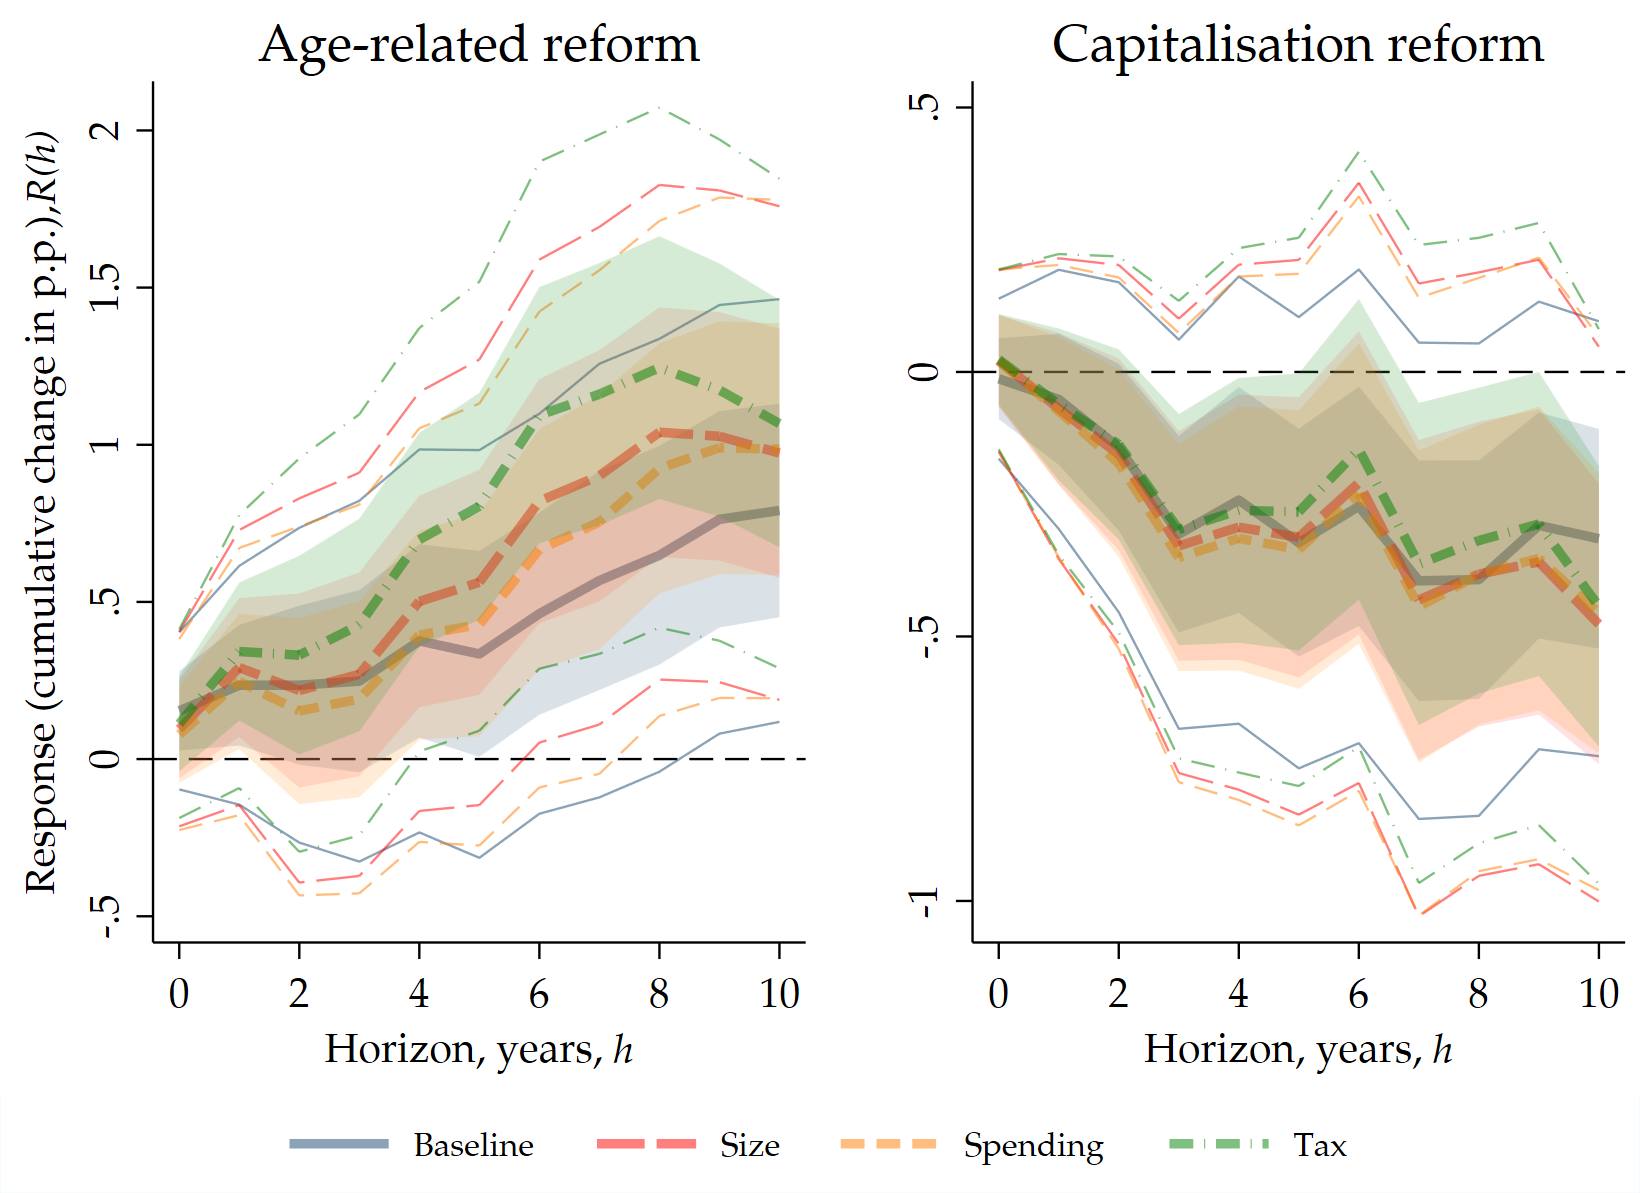 Age-related reform
Response (cumulative change in p.p.),R(h)
2
1.5
1
.5
0
-.5
0 2 4 6 8 10
Horizon, years, h
Capitalisation reform
.5
0
-.5
-1
0 2 4 6 8 10
Horizon, years, h
Baseline Size Spending Tax